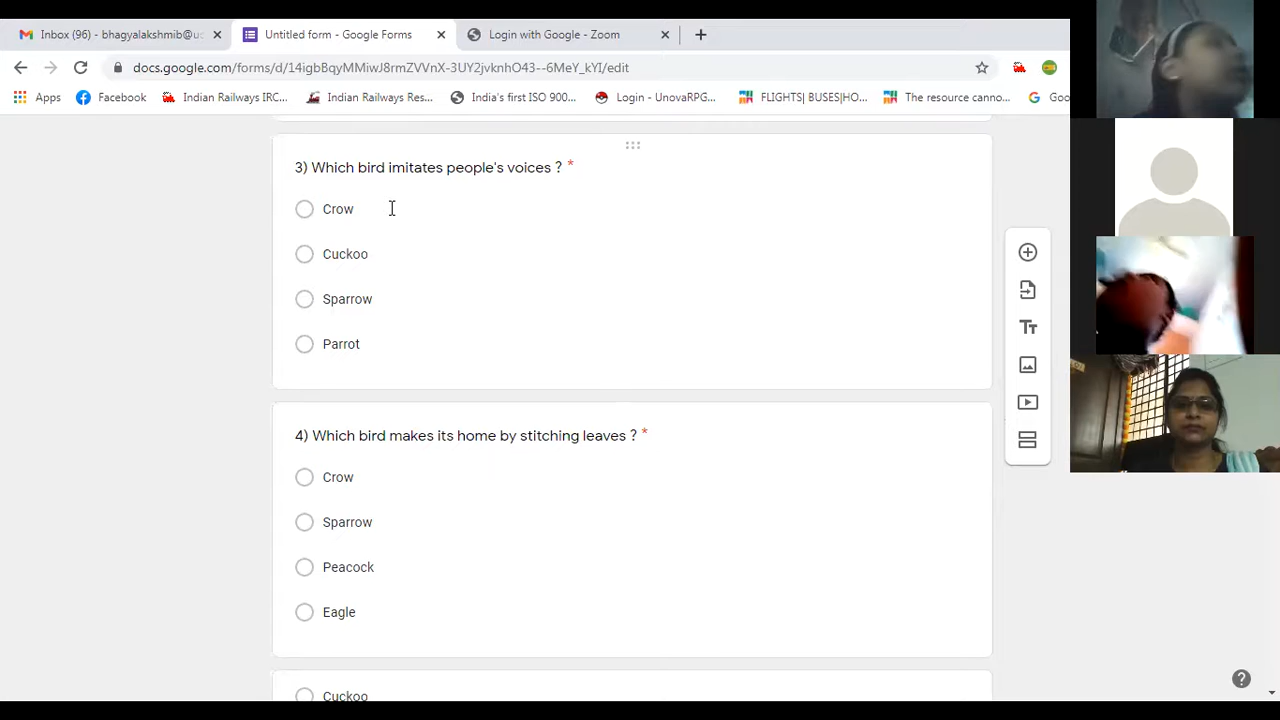 Inbox (96) - bhagyalakshmib@uc
Untitled form - Google Forms
Login with Google - Zoom
docs.google.com/forms/d/14igbBqyMMiwJ8rmZVVnX-3UY2jvknhO43--6MeY_kYI/edit
Apps
Facebook
Indian Railways IRC...
Indian Railways Res...
India's first ISO 900...
Login - UnovaRPG...
FLIGHTS| BUSES|HO...
The resource canno...
Goo
3) Which bird imitates people's voices ? *
Crow
Cuckoo
Sparrow
Parrot
4) Which bird makes its home by stitching leaves ? *
Crow
Sparrow
Peacock
Eagle
Cuckoo